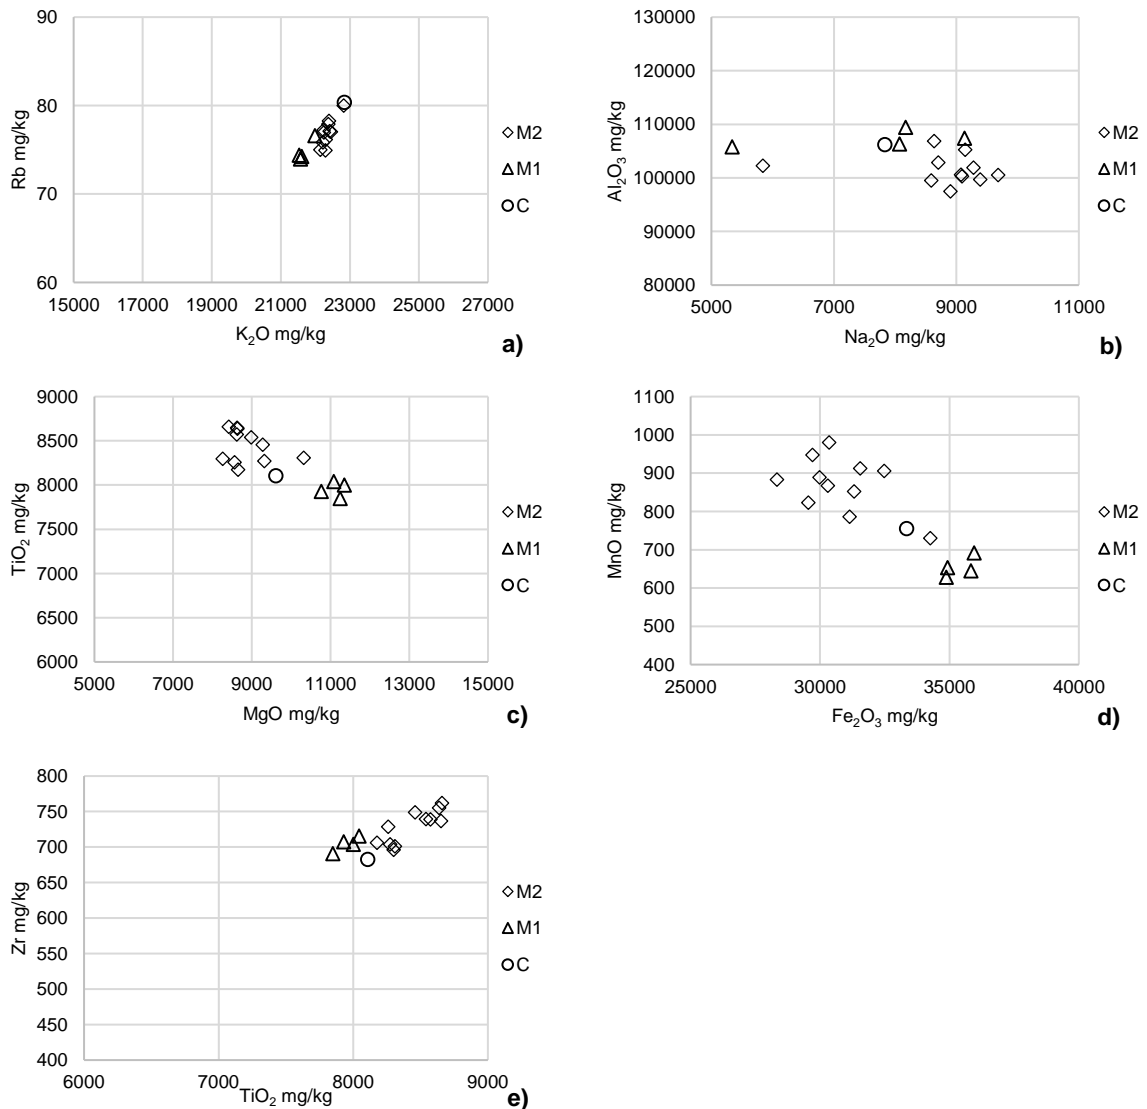 90
80
70
60
Rb mg/kg
15000 17000 19000 21000 23000 25000 27000
K₂O mg/kg
M2
M1
C
a)
130000
120000
110000
100000
90000
80000
Al₂O₃ mg/kg
5000 7000 9000 11000
Na₂O mg/kg
M2
M1
C
b)
9000
8500
8000
7500
7000
6500
6000
TiO₂ mg/kg
5000 7000 9000 11000 13000 15000
MgO mg/kg
M2
M1
C
c)
1100
1000
900
800
700
600
500
400
MnO mg/kg
25000 30000 35000 40000
Fe₂O₃ mg/kg
M2
M1
C
d)
800
750
700
650
600
550
500
450
400
Zr mg/kg
6000 7000 8000 9000
TiO₂ mg/kg
M2
M1
C
e)